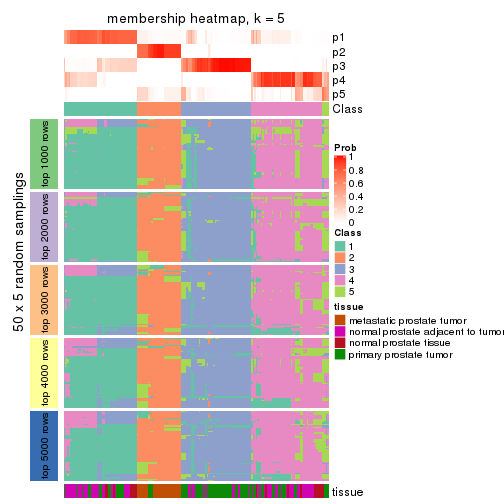 membership heatmap, k = 5
p1
p2
p3
p4
p5
Class
50 x 5 random samplings
top 1000 rows
top 2000 rows
top 3000 rows
top 4000 rows
top 5000 rows
Prob
1
0.8
0.6
0.4
0.2
0
Class
1
2
3
4
5
tissue
metastatic prostate tumor
normal prostate adjacent to tumor
normal prostate tissue
primary prostate tumor
tissue